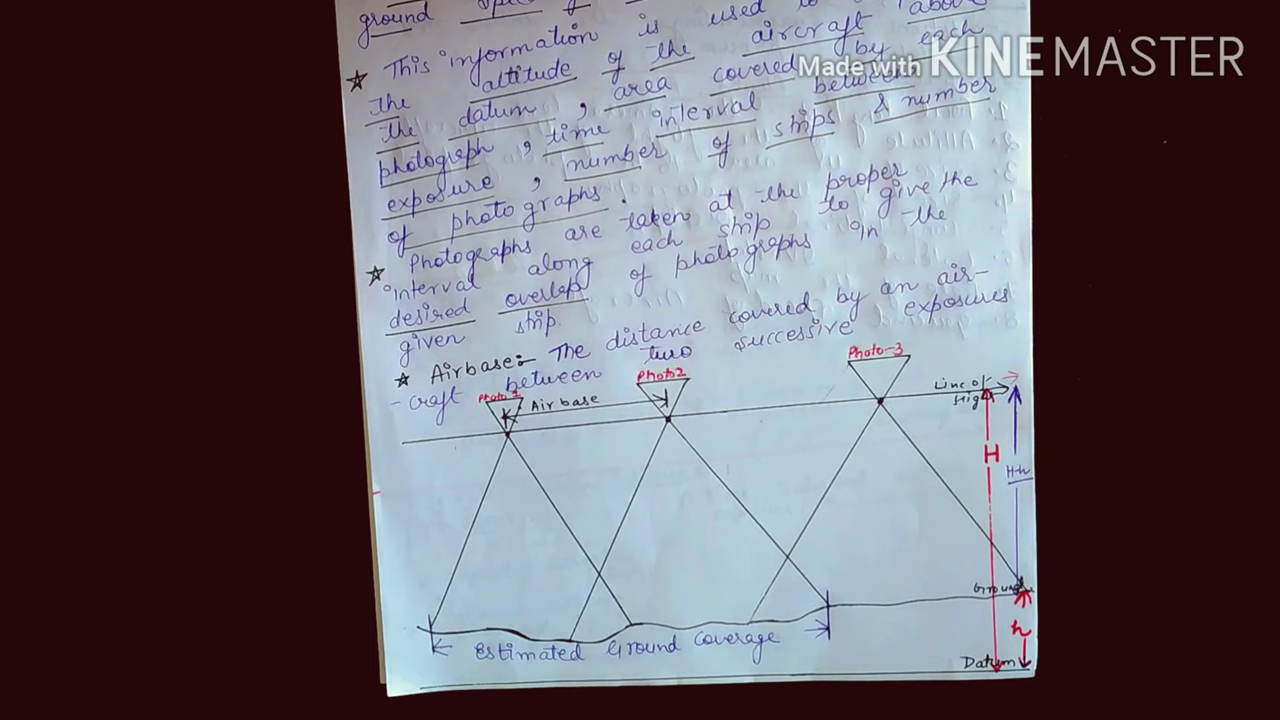 ground
★ This information is used to above
the altitude of the aircraft
the datum, area covered by each
photograph, time interval between
exposure, number of strips & number
of photographs.
★ Photographs are taken at the proper
interval along each strip to give the
desired overlap of photographs in the
given strip.
★ Airbase:- The distance covered by an air-
-craft between two successive exposures
Made with KINEMASTER
Photo-3
Photo 2
Photo
Air base
Line of
H
H-h
Ground
h
Estimated Ground Coverage
Datum